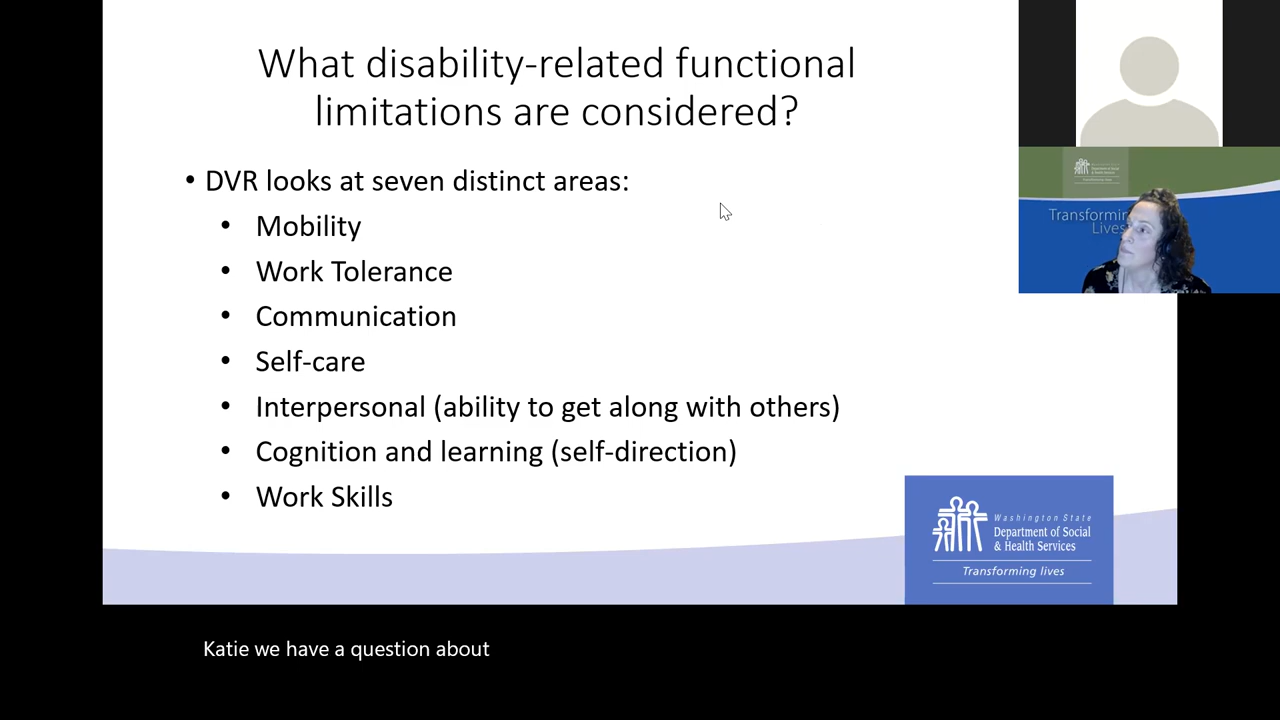 What disability-related functional
limitations are considered?
• DVR looks at seven distinct areas:
• Mobility
• Work Tolerance
• Communication
• Self-care
• Interpersonal (ability to get along with others)
• Cognition and learning (self-direction)
• Work Skills
Transformin
Lives
Washington State
Department of Social
& Health Services
Transforming lives
Katie we have a question about